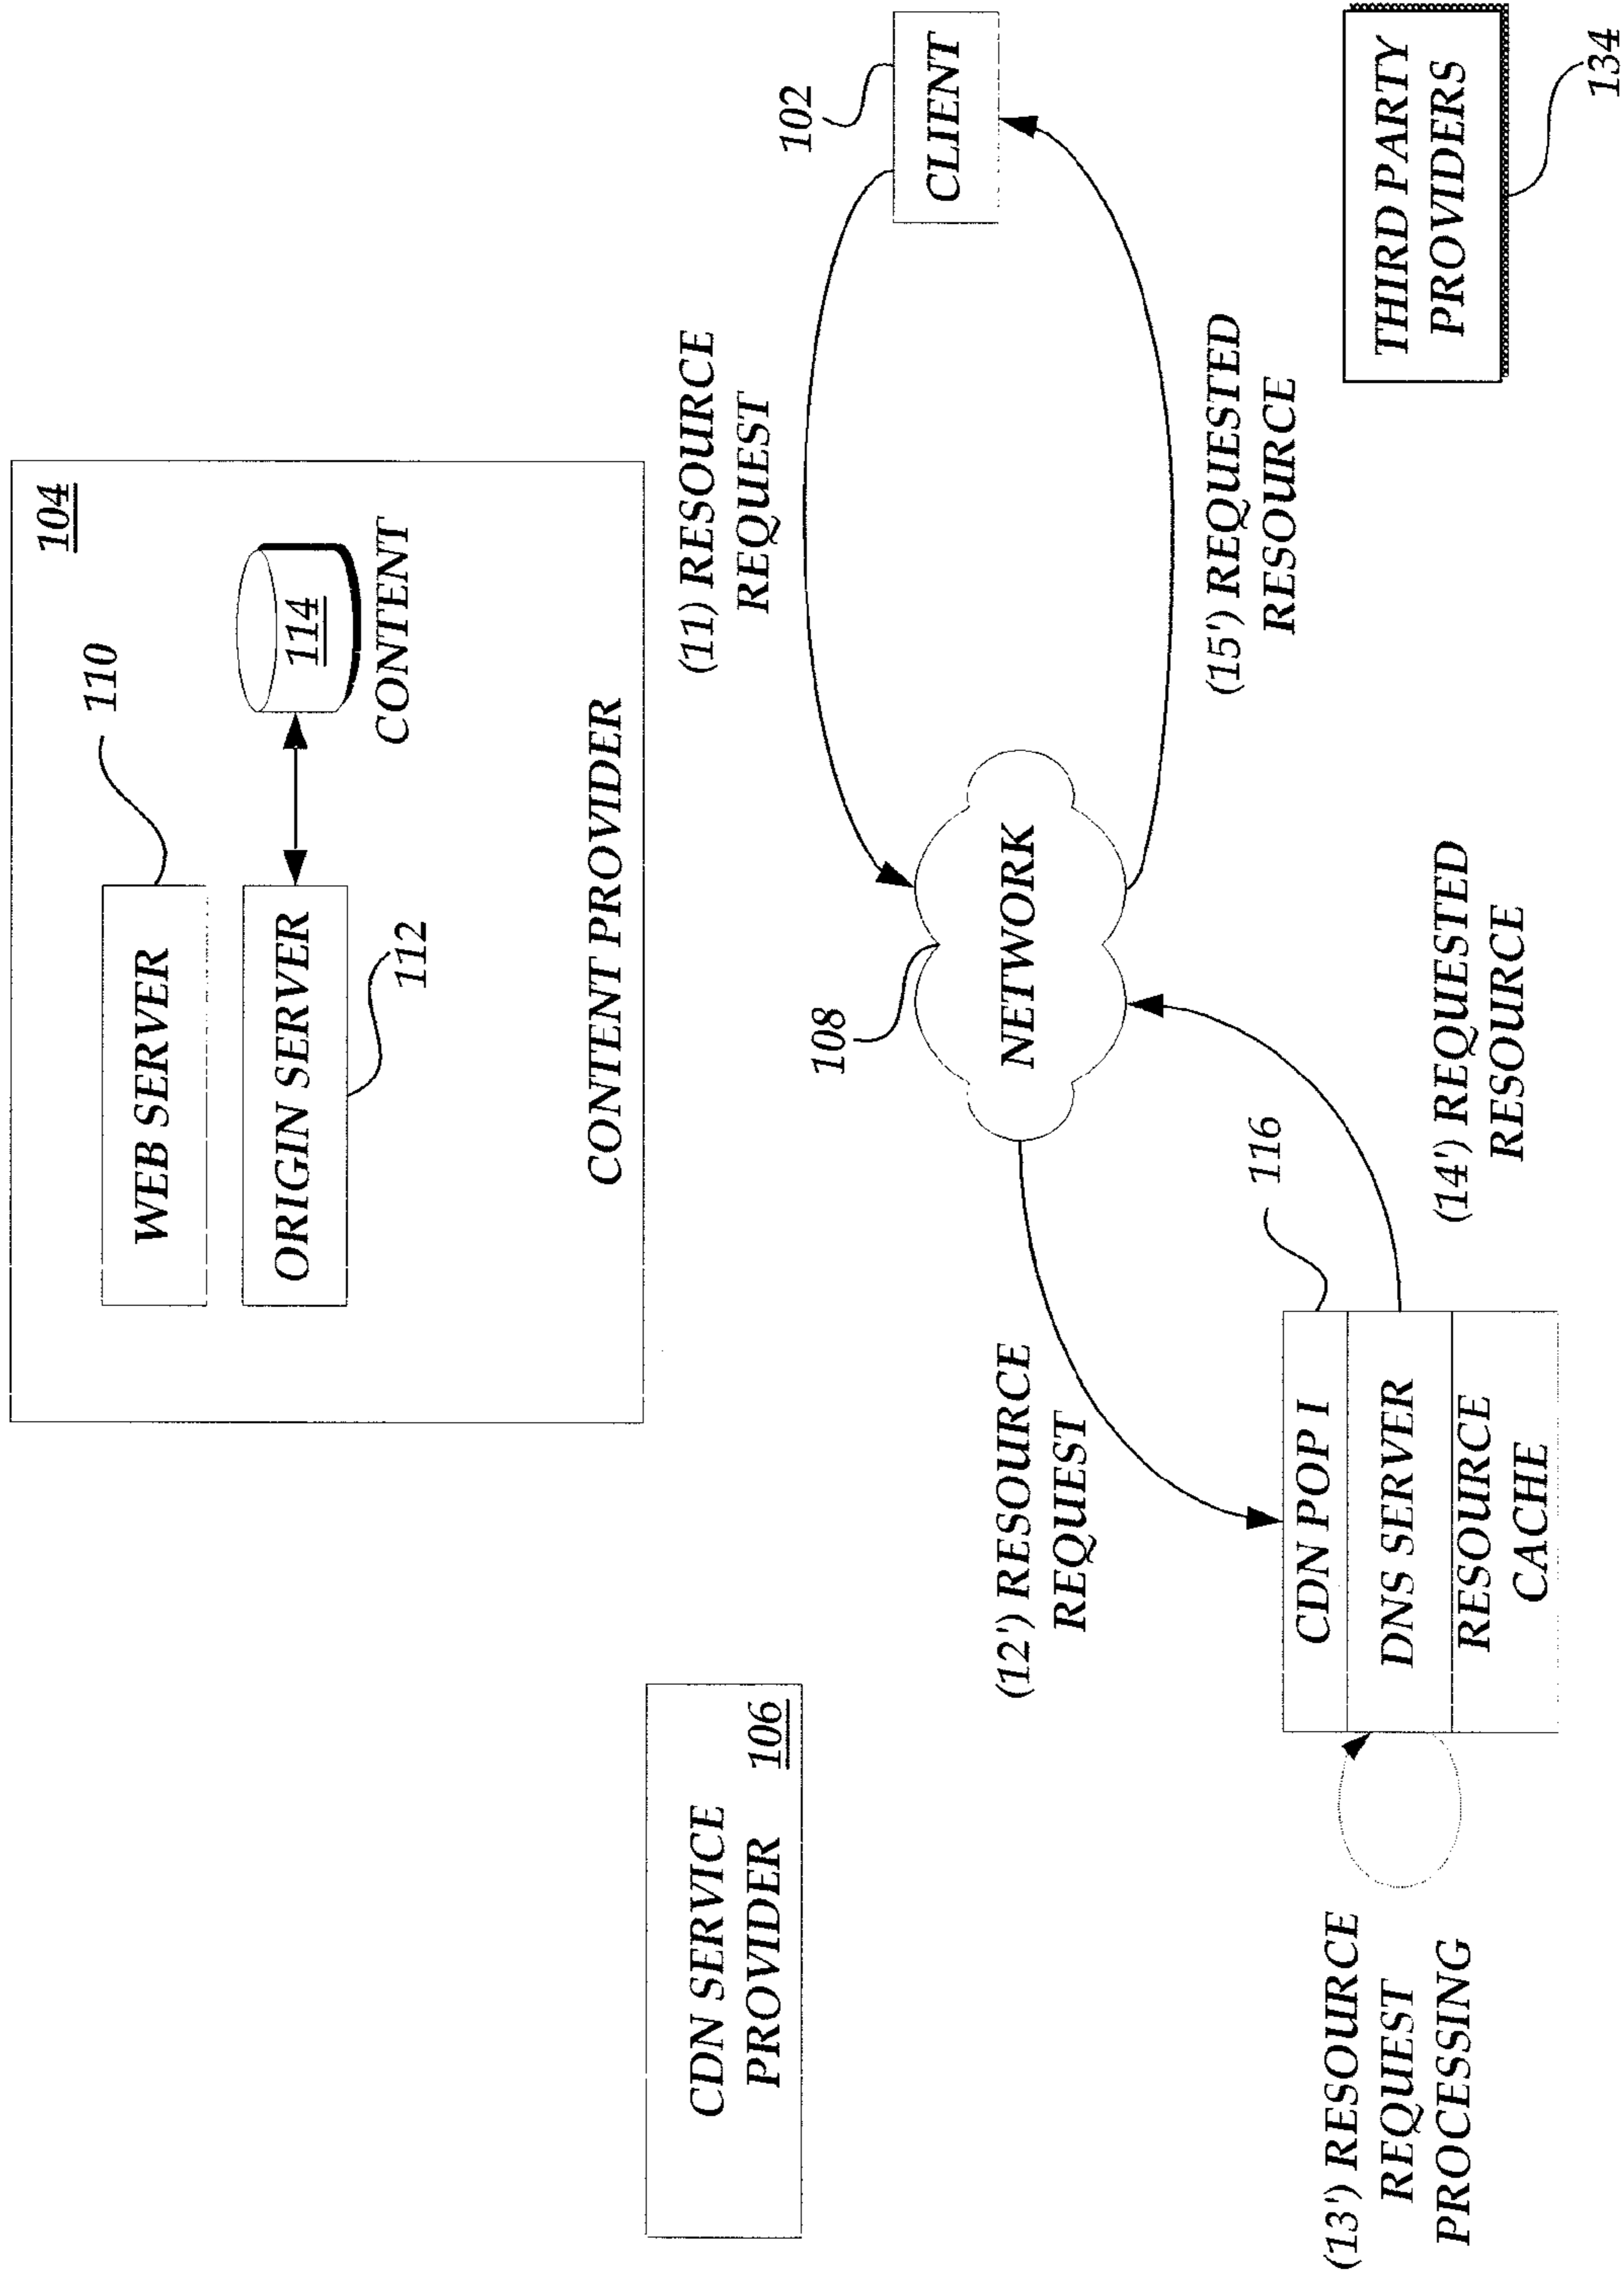 104
110
WEB SERVER
ORIGIN SERVER
112
114
CONTENT
CONTENT PROVIDER
CDN SERVICE
PROVIDER
106
(11) RESOURCE
REQUEST
102
CLIENT
108
NETWORK
(12') RESOURCE
REQUEST
(15') REQUESTED
RESOURCE
116
CDN POP I
DNS SERVER
RESOURCE
CACHE
(13') RESOURCE
REQUEST
PROCESSING
(14') REQUESTED
RESOURCE
THIRD PARTY
PROVIDERS
134